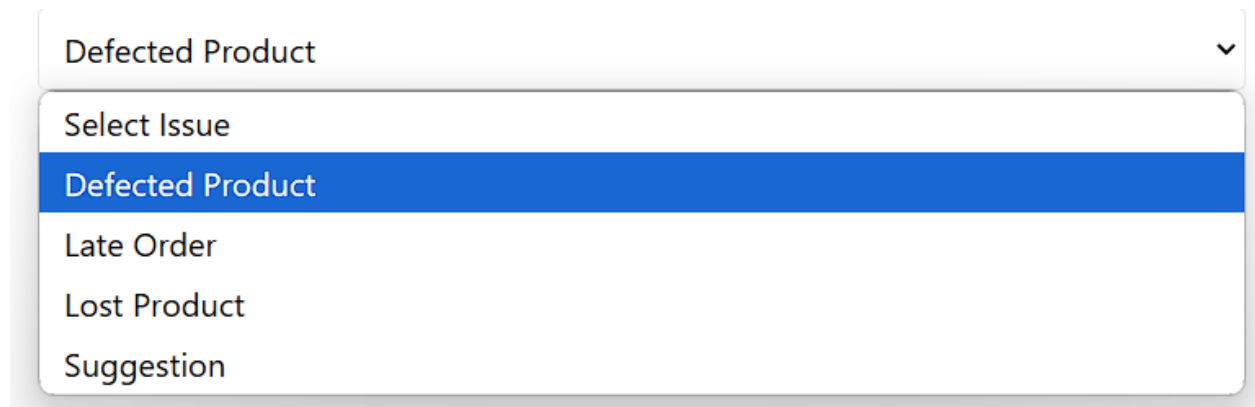 Defected Product
Select Issue
Defected Product
Late Order
Lost Product
Suggestion